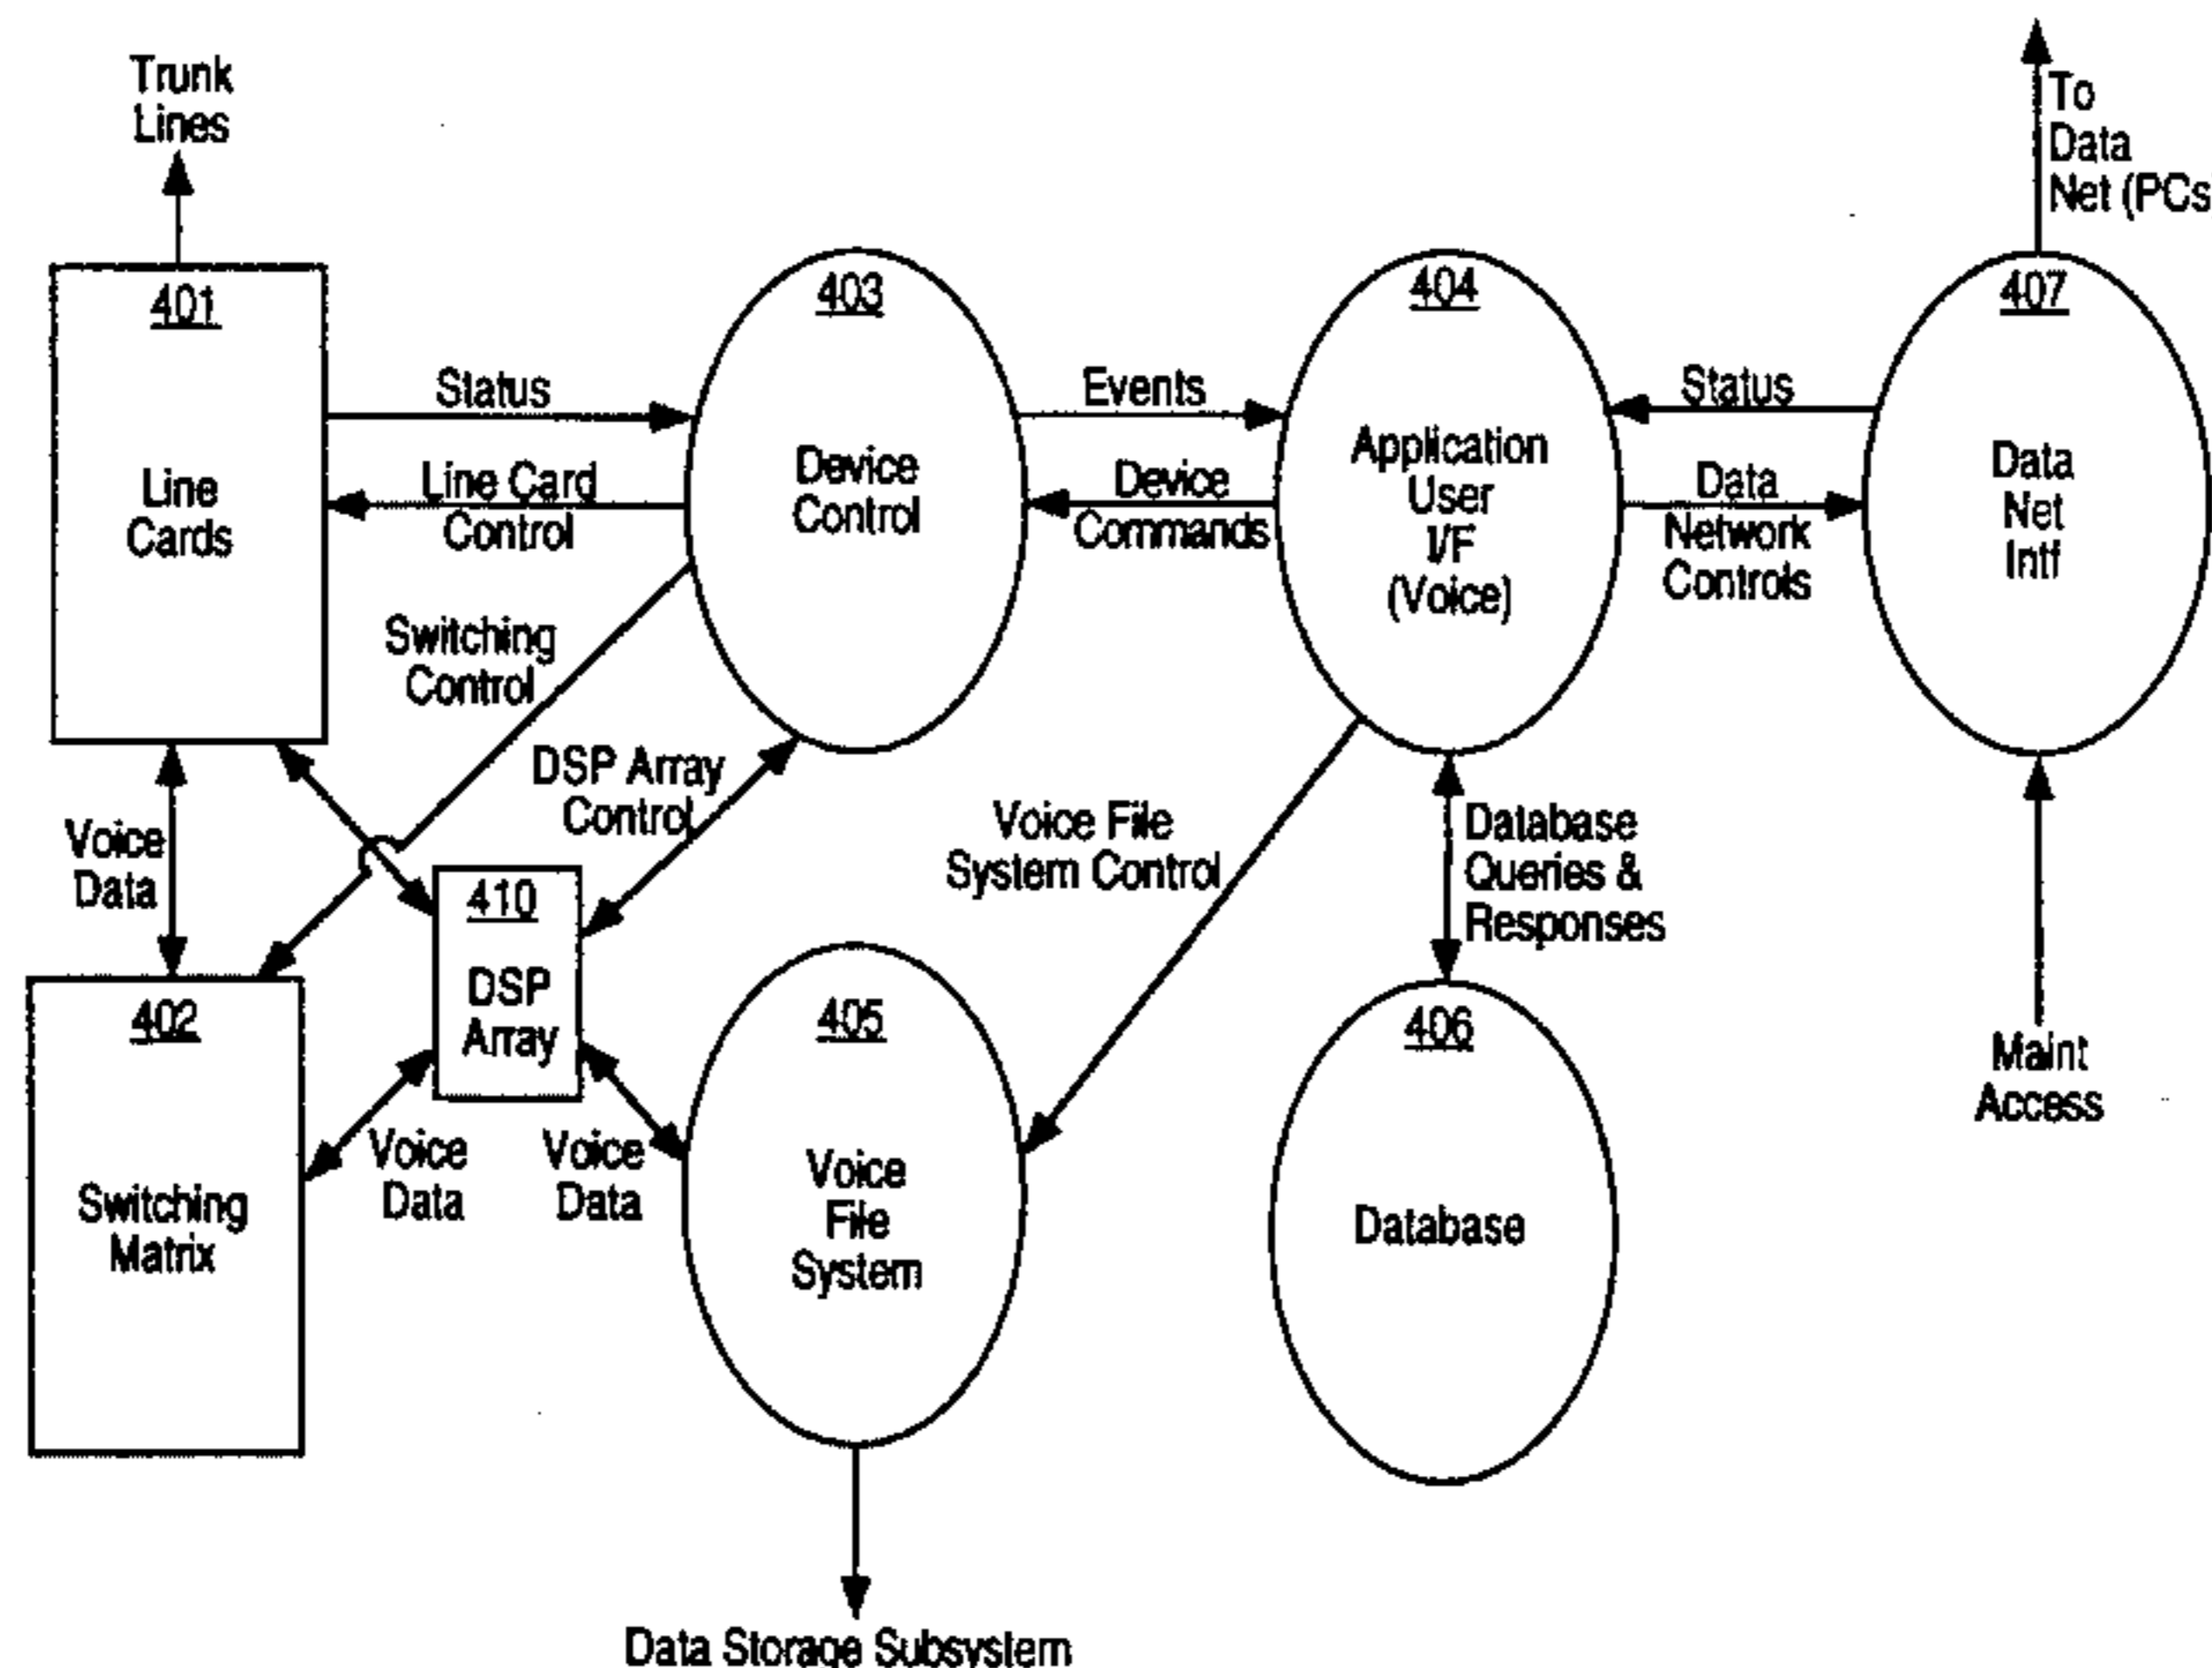 Trunk
Lines
To
Data
Net (PCs
401
Line
Cards
Status
Line Card
Control
403
Device
Control
Events
Device
Commands
404
Application
User
I/F
(Voice)
Status
Data
Network
Controls
407
Data
Net
Intf
Switching
Control
DSP Array
Control
Voice
Data
410
DSP
Array
Voice File
System Control
Database
Queries &
Responses
402
Switching
Matrix
Voice
Data
Voice
Data
405
Voice
File
System
406
Database
Maint
Access
Data Storage Subsystem